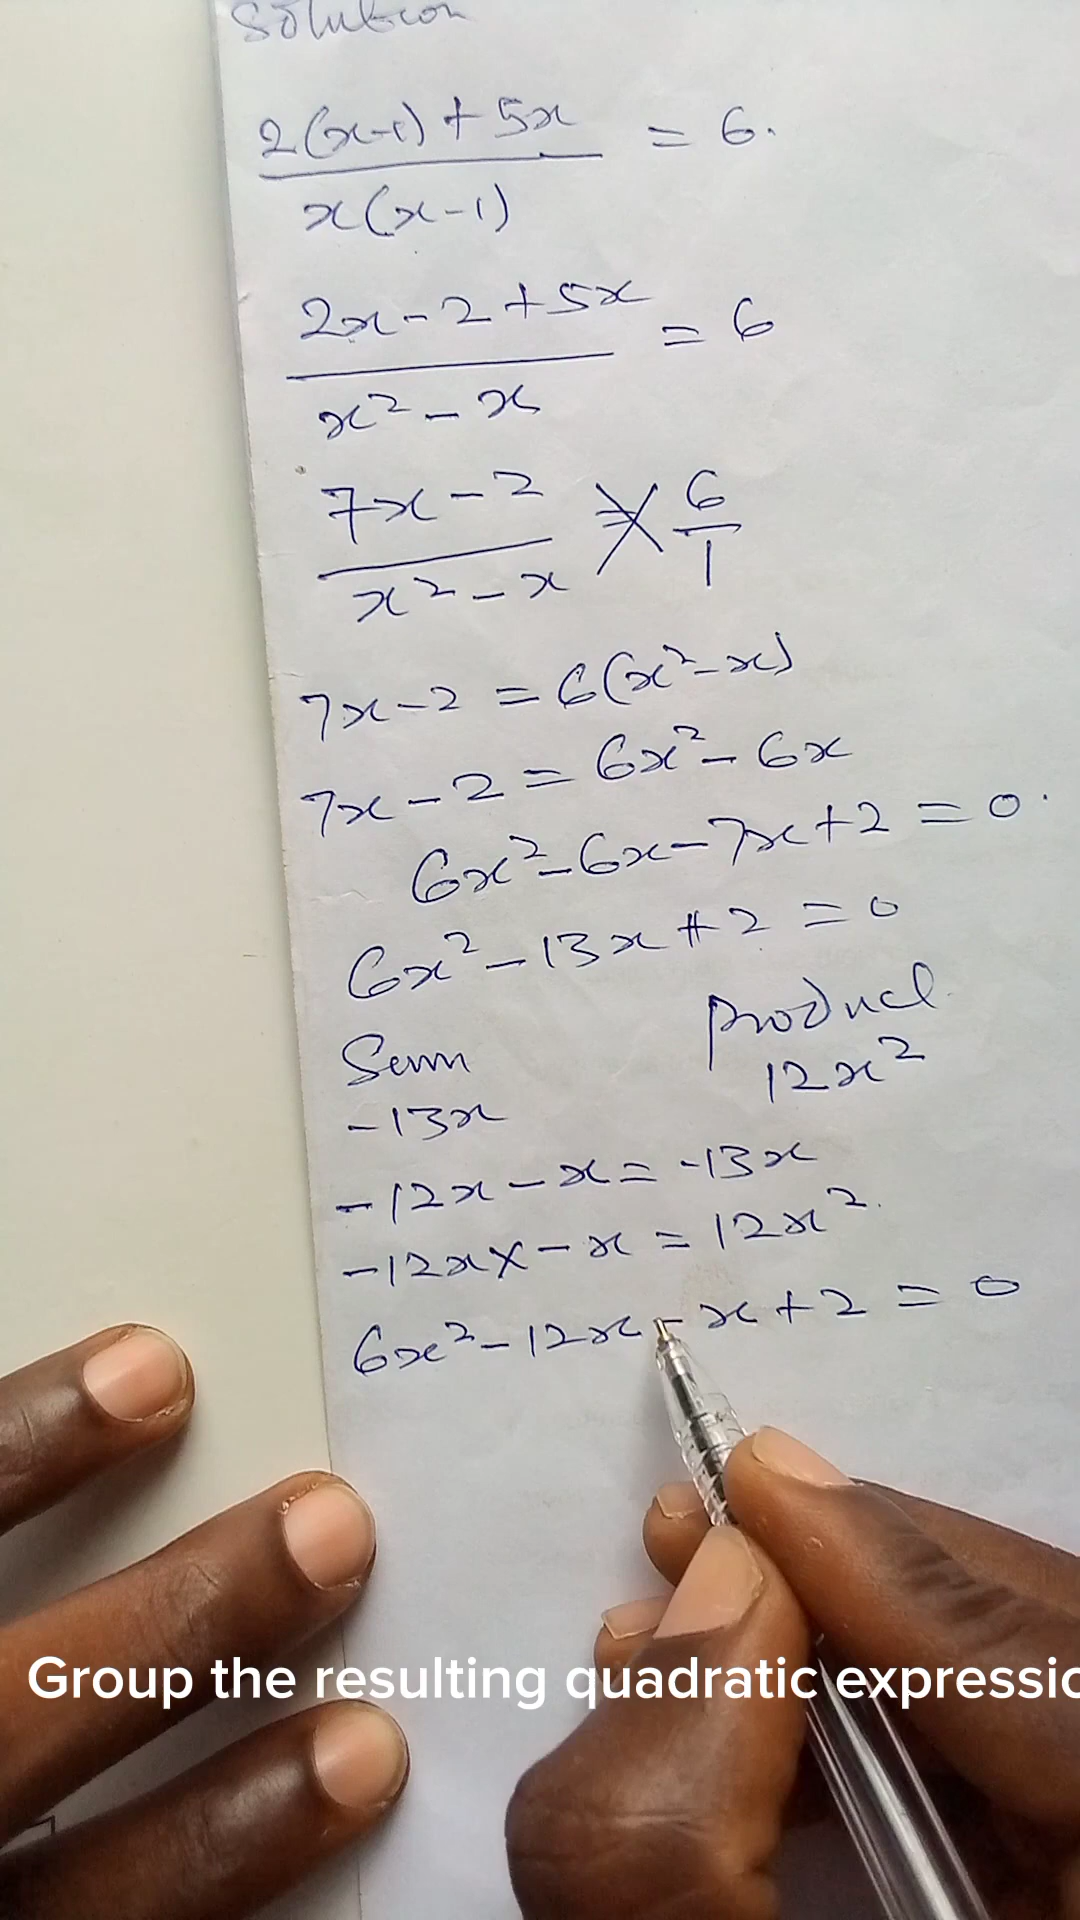 Solution
2(x-1) + 5x
———
x(x-1)
= 6.
2x - 2 + 5x
———
x² - x
= 6
7x - 2
———
x² - x
= 6/1
7x - 2 = 6(x² - x)
7x - 2 = 6x² - 6x
6x² - 6x - 7x + 2 = 0.
6x² - 13x + 2 = 0
Sum Product
-13x 12x²
-12x - x = -13x
-12x x - x = 12x².
6x² - 12x - x + 2 = 0
Group the resulting quadratic expressio